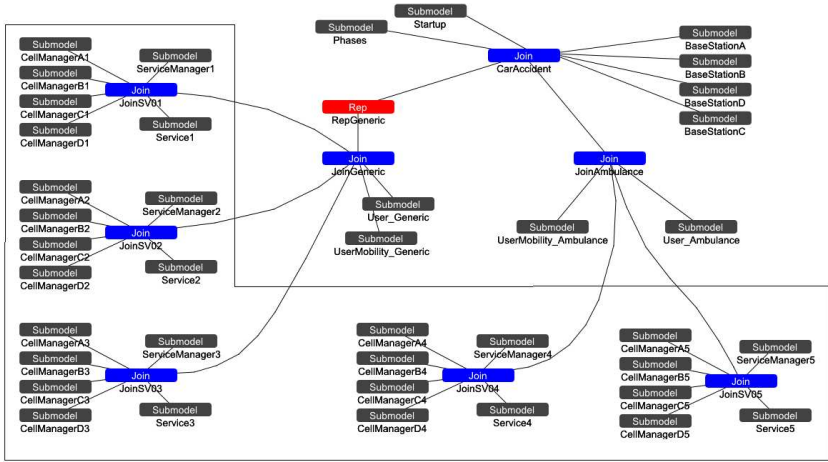 Submodel
Startup
Submodel
Phases
Join
CarAccident
Submodel
BaseStationA
Submodel
BaseStationB
Submodel
BaseStationD
Submodel
BaseStationC
Rep
RepGeneric
Join
JoinGeneric
Submodel
User_Generic
Submodel
UserMobility_Generic
Join
JoinAmbulance
Submodel
UserMobility_Ambulance
Submodel
User_Ambulance
Submodel
CellManagerA1
Submodel
CellManagerB1
Submodel
CellManagerC1
Submodel
CellManagerD1
Submodel
ServiceManager1
Join
JoinSV01
Submodel
Service1
Submodel
CellManagerA2
Submodel
CellManagerB2
Submodel
CellManagerC2
Submodel
CellManagerD2
Submodel
ServiceManager2
Join
JoinSV02
Submodel
Service2
Submodel
CellManagerA3
Submodel
CellManagerB3
Submodel
CellManagerC3
Submodel
CellManagerD3
Submodel
ServiceManager3
Join
JoinSV03
Submodel
Service3
Submodel
CellManagerA4
Submodel
CellManagerB4
Submodel
CellManagerC4
Submodel
CellManagerD4
Submodel
ServiceManager4
Join
JoinSV04
Submodel
Service4
Submodel
CellManagerA5
Submodel
CellManagerB5
Submodel
CellManagerC5
Submodel
CellManagerD5
Submodel
ServiceManager5
Join
JoinSV05
Submodel
Service5